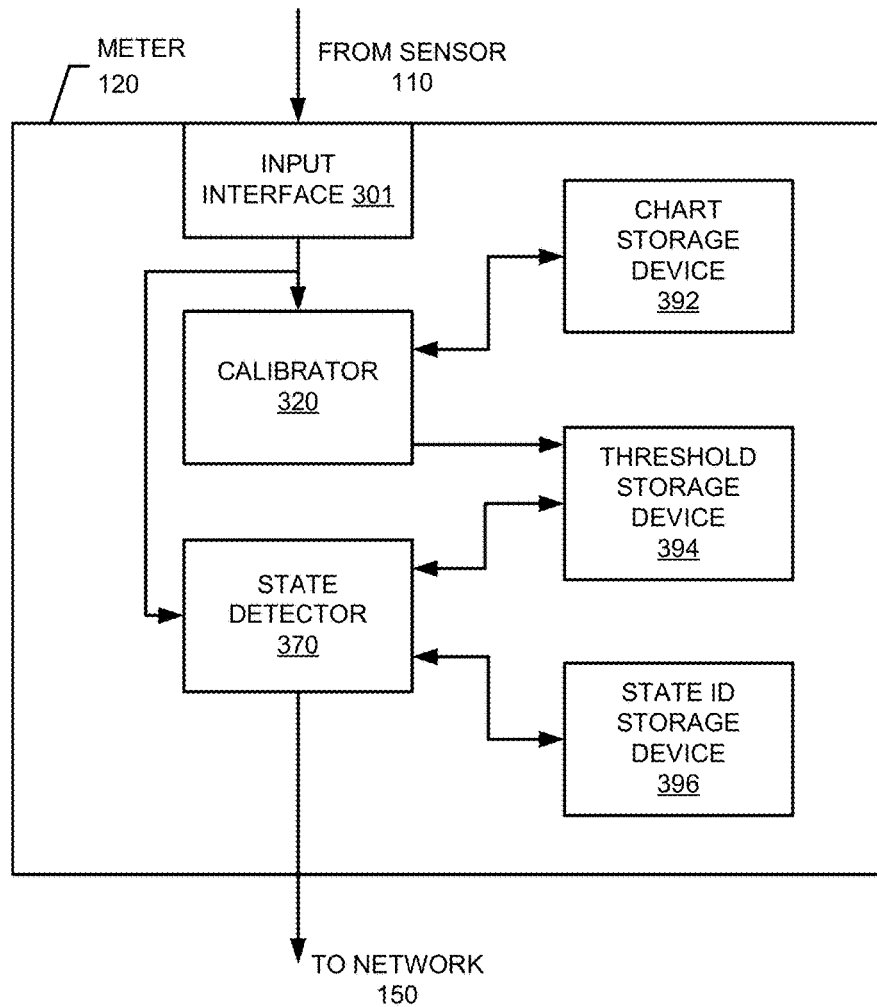 METER
120
FROM SENSOR
110
INPUT
INTERFACE 301
CHART
STORAGE
DEVICE
392
CALIBRATOR
320
THRESHOLD
STORAGE
DEVICE
394
STATE
DETECTOR
370
STATE ID
STORAGE
DEVICE
396
TO NETWORK
150